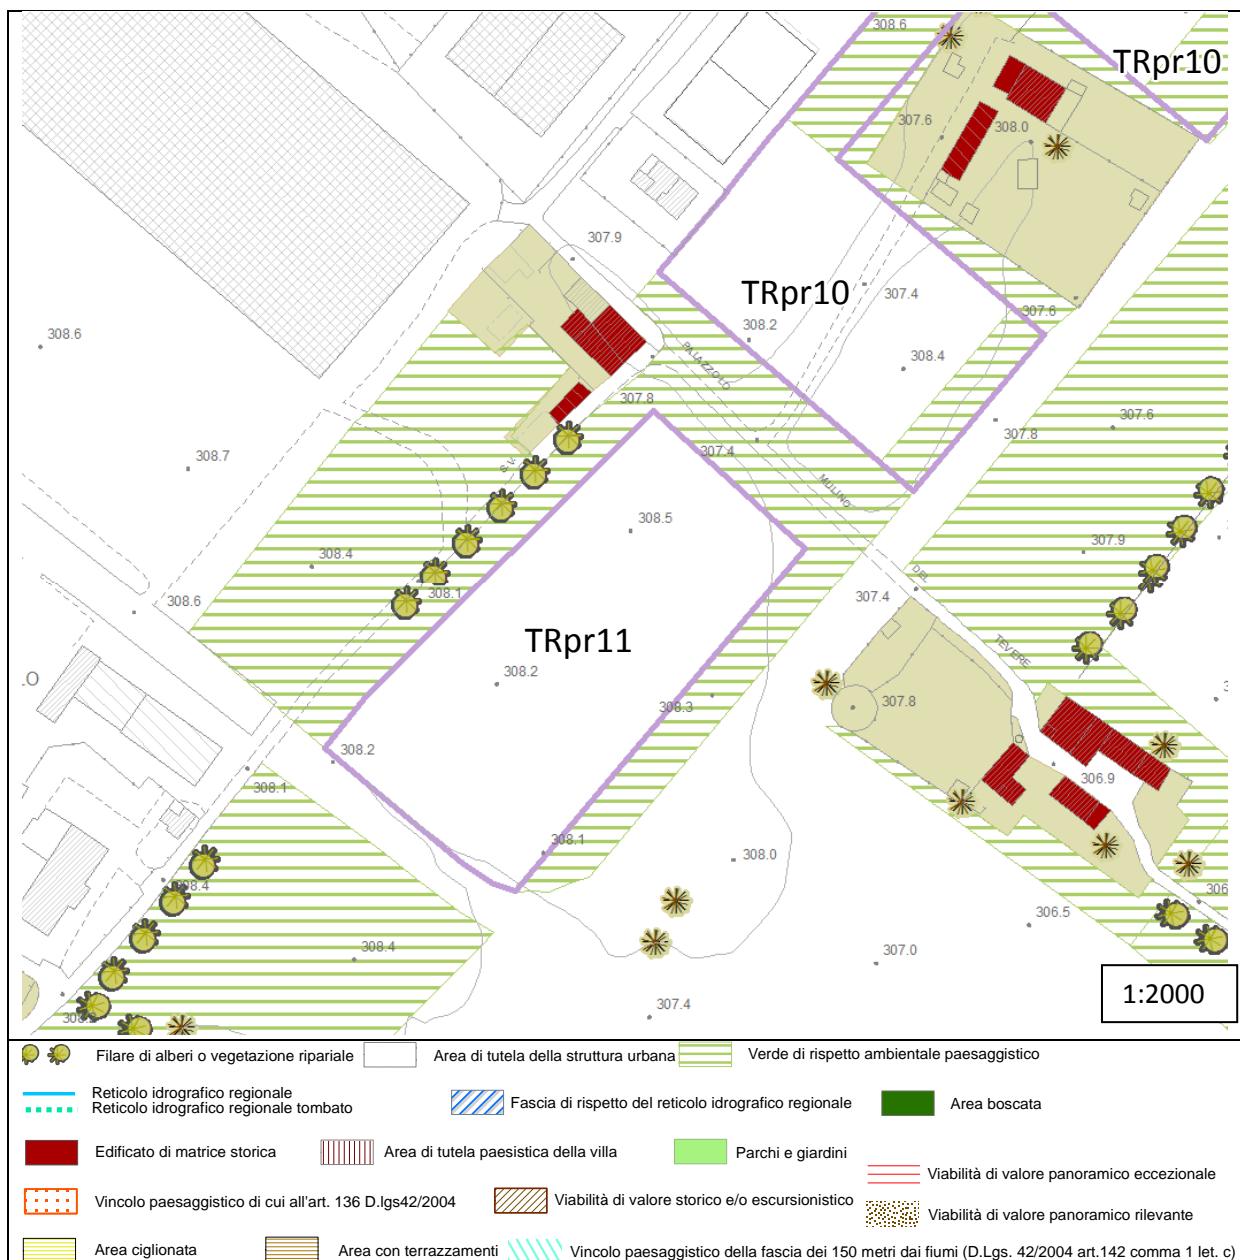 308.6
TRpr10
307.6
308.0
307.9
TRpr10
307.4
307.6
308.2
308.6
PALAZZOLO
308.4
307.8
307.6
307.8
307.4
308.7
S.V.
MULINO
308.5
307.9
308.4
308.1
DEL
307.4
308.6
TRpr11
TEVERE
LO
308.2
307.8
308.3
308.2
306.9
308.1
308.1
308.0
308.4
306.5
308.4
307.0
1:2000
307.4
Filare di alberi o vegetazione ripariale
Area di tutela della struttura urbana
Verde di rispetto ambientale paesaggistico
Reticolo idrografico regionale
Reticolo idrografico regionale tombato
Fascia di rispetto del reticolo idrografico regionale
Area boscata
Edificato di matrice storica
Area di tutela paesistica della villa
Parchi e giardini
Viabilità di valore panoramico eccezionale
Vincolo paesaggistico di cui all'art. 136 D.lgs42/2004
Viabilità di valore storico e/o escursionistico
Viabilità di valore panoramico rilevante
Area ciglionata
Area con terrazzamenti
Vincolo paesaggistico della fascia dei 150 metri dai fiumi (D.Lgs. 42/2004 art.142 comma 1 let. c)